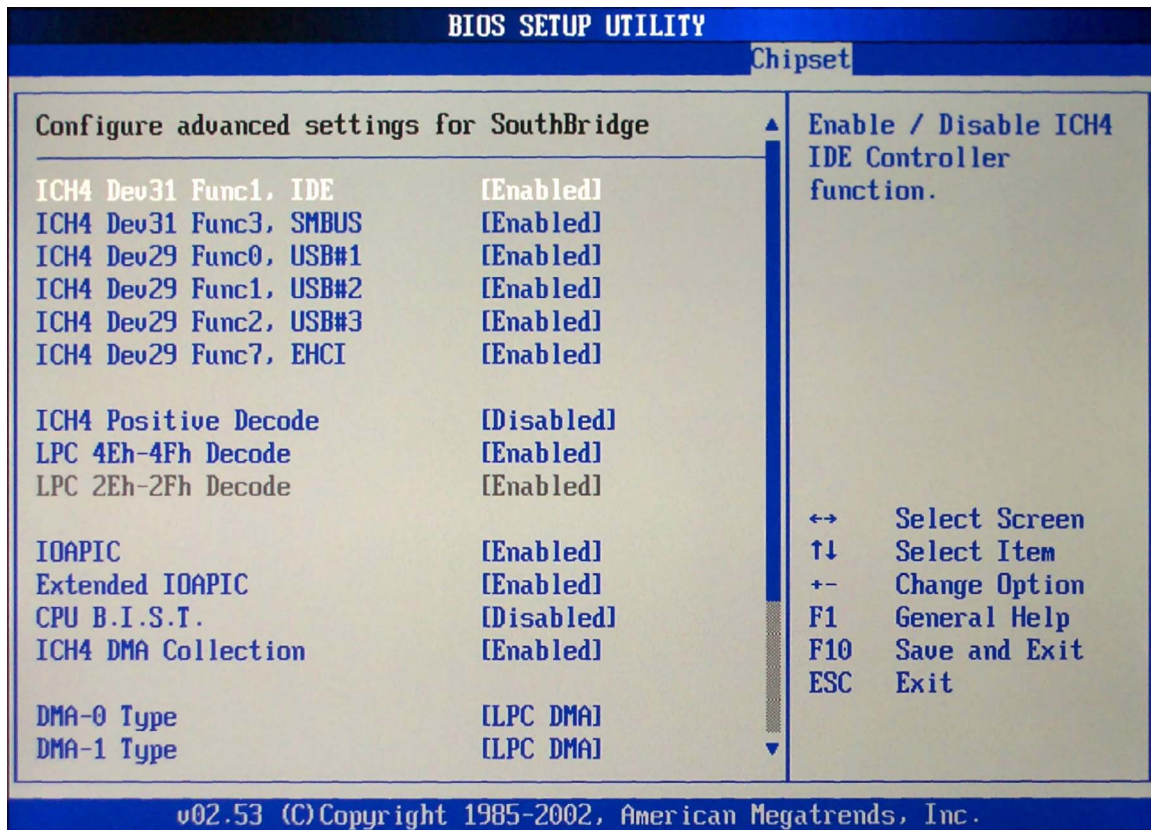 BIOS SETUP UTILITY
Chipset
Configure advanced settings for SouthBridge
ICH4 Dev31 Func1, IDE [Enabled]
ICH4 Dev31 Func3, SMBUS [Enabled]
ICH4 Dev29 Func0, USB#1 [Enabled]
ICH4 Dev29 Func1, USB#2 [Enabled]
ICH4 Dev29 Func2, USB#3 [Enabled]
ICH4 Dev29 Func7, EHCI [Enabled]
ICH4 Positive Decode [Disabled]
LPC 4Eh-4Fh Decode [Enabled]
LPC 2Eh-2Fh Decode [Enabled]
IOAPIC [Enabled]
Extended IOAPIC [Enabled]
CPU B.I.S.T. [Disabled]
ICH4 DMA Collection [Enabled]
DMA-0 Type [LPC DMA]
DMA-1 Type [LPC DMA]
Enable / Disable ICH4
IDE Controller
function.
↔ Select Screen
↑↓ Select Item
+- Change Option
F1 General Help
F10 Save and Exit
ESC Exit
v02.53 (C)Copyright 1985-2002, American Megatrends, Inc.